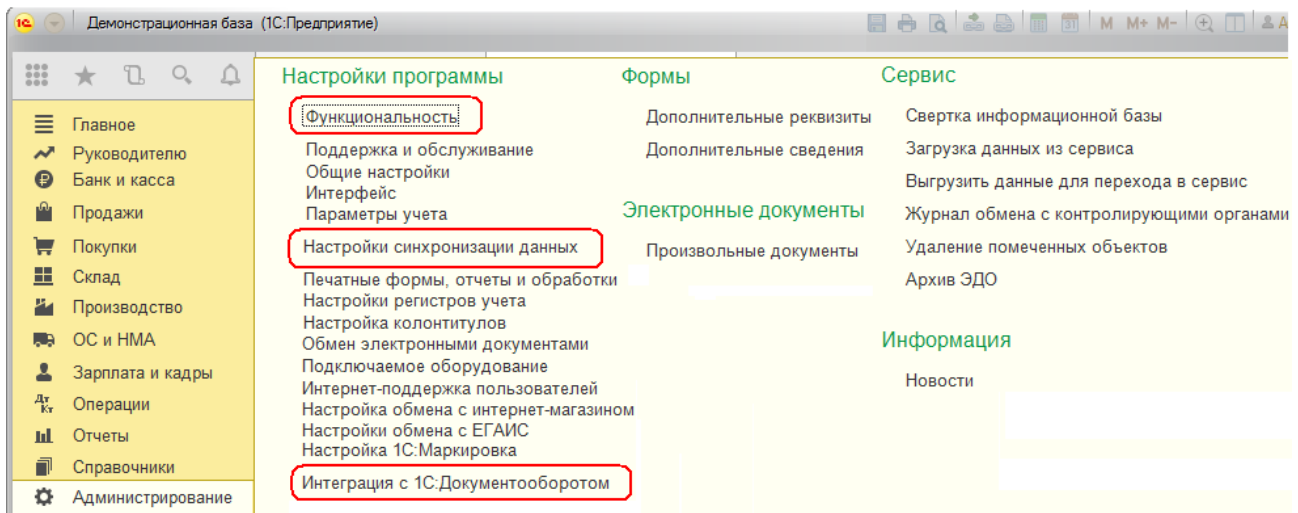 1С Демонстрационная база (1С:Предприятие) 31 M M+ M- A
Главное
Руководителю
Банк и касса
Продажи
Покупки
Склад
Производство
ОС и НМА
Зарплата и кадры
Дт Кт Операции
Отчеты
Справочники
Администрирование
Настройки программы
Функциональность
Поддержка и обслуживание
Общие настройки
Интерфейс
Параметры учета
Настройки синхронизации данных
Печатные формы, отчеты и обработки
Настройки регистров учета
Настройка колонтитулов
Обмен электронными документами
Подключаемое оборудование
Интернет-поддержка пользователей
Настройка обмена с интернет-магазином
Настройки обмена с ЕГАИС
Настройка 1С:Маркировка
Интеграция с 1С:Документооборотом
Формы
Дополнительные реквизиты
Дополнительные сведения
Электронные документы
Произвольные документы
Сервис
Свертка информационной базы
Загрузка данных из сервиса
Выгрузить данные для перехода в сервис
Журнал обмена с контролирующими органами
Удаление помеченных объектов
Архив ЭДО
Информация
Новости